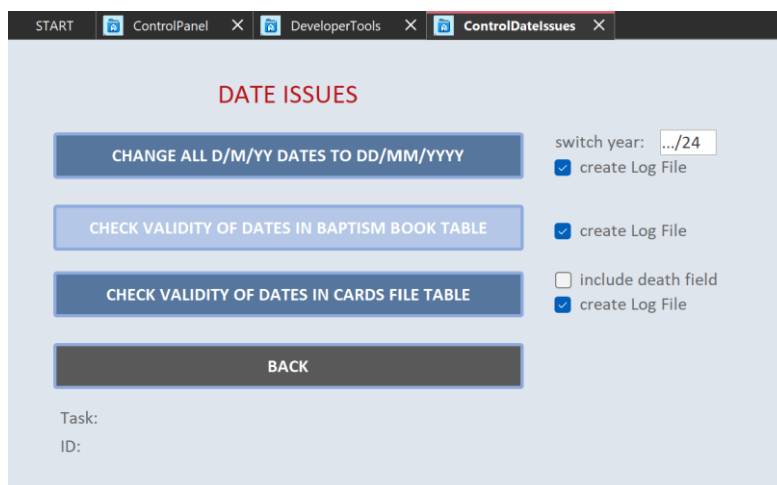 START ControlPanel DeveloperTools ControlDateIssues
DATE ISSUES
CHANGE ALL D/M/YY DATES TO DD/MM/YYYY
switch year: .../24
create Log File
CHECK VALIDITY OF DATES IN BAPTISM BOOK TABLE
create Log File
CHECK VALIDITY OF DATES IN CARDS FILE TABLE
include death field
create Log File
BACK
Task:
ID: